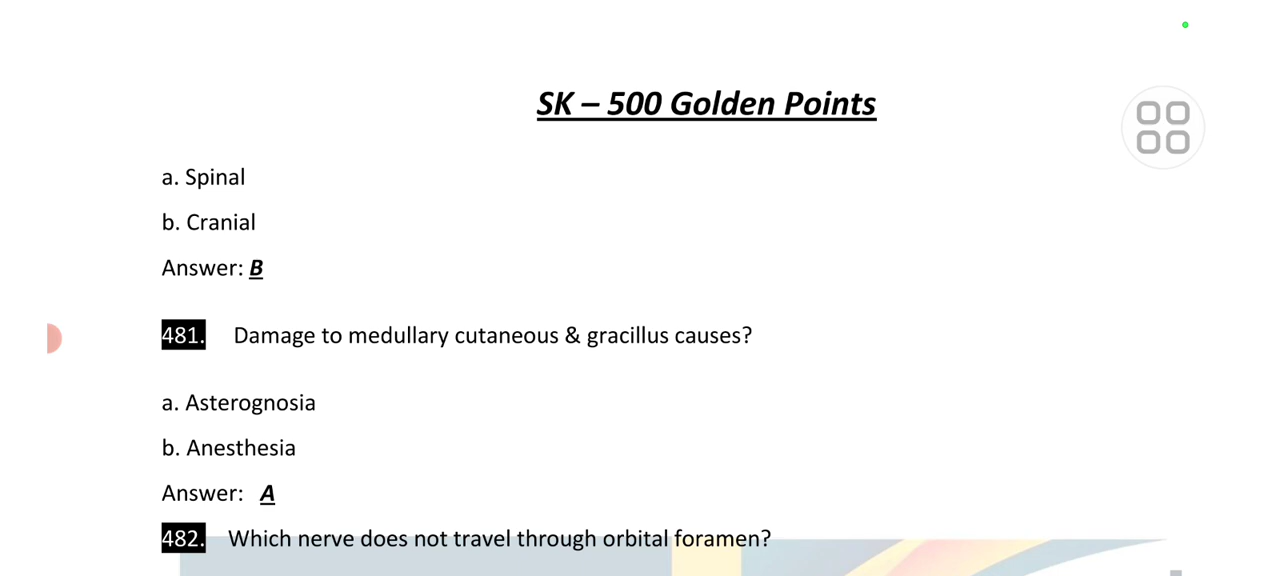 SK – 500 Golden Points
a. Spinal
b. Cranial
Answer: B
481. Damage to medullary cutaneous & gracillus causes?
a. Asterognosia
b. Anesthesia
Answer: A
482. Which nerve does not travel through orbital foramen?